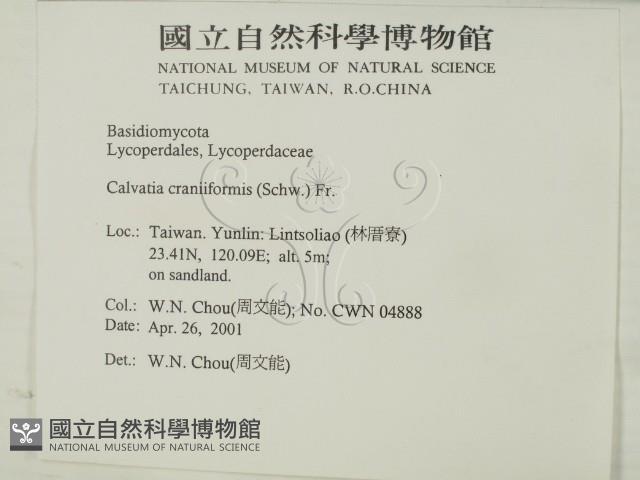 國立自然科學博物館
NATIONAL MUSEUM OF NATURAL SCIENCE
TAICHUNG, TAIWAN, R.O.CHINA
Basidiomycota
Lycoperdales, Lycoperdaceae
Calvatia craniiformis (Schw.) Fr.
Loc.: Taiwan. Yunlin: Lintsoliao (林厝寮)
23.41N, 120.09E; alt. 5m;
on sandland.
Col.: W.N. Chou(周文能); No. CWN 04888
Date: Apr. 26, 2001
Det.: W.N. Chou(周文能)
國立自然科學博物館
NATIONAL MUSEUM OF NATURAL SCIENCE